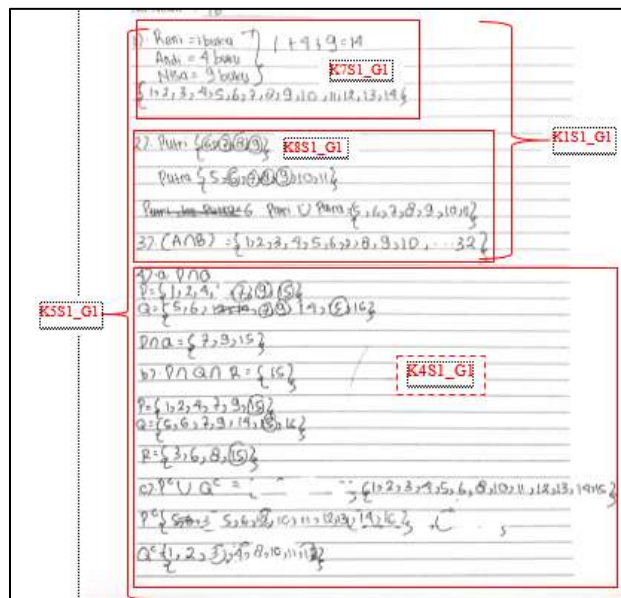 1). Reni = 1 buku
Andi = 4 buku
Nisa = 9 buku
1 + 4 + 9 = 14
K7S1_G1
{1,2,3,4,5,6,7,8,9,10,11,12,13,14}
K1S1_G1
2). Putri {6,7,8,9}
K8S1_G1
Putra {5,6,7,8,9,10,11}
Putri U Putra = {5,6,7,8,9,10,11}
3). (A∩B) = {1,2,3,4,5,6,7,8,9,10, ...32}
4) a. P∩Q
P = {1,2,4, 7,9,15}
K5S1_G1
Q = {5,6, 7,9 14,15,16}
P∩Q = {7,9,15}
K4S1_G1
b). P∩Q∩R = {15}
P = {1,2,4,7,9,15}
Q = {5,6,7,9,14,15,16}
R = {3,6,8,15}
c). Pᶜ U Qᶜ = {1,2,3,4,5,6,8,10,11,12,13,14,15}
Pᶜ { 5,6,8,10,11,12,13,14,16}
Qᶜ {1,2,3,4,8,10,11,12}